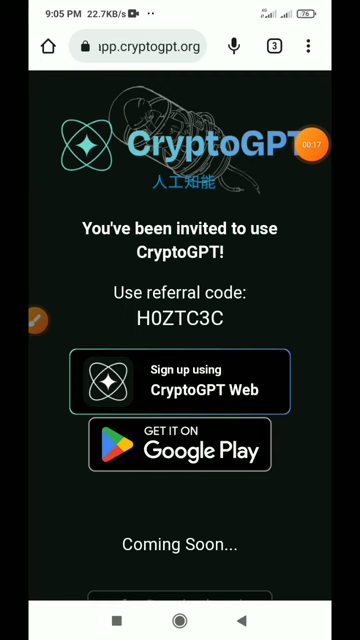 9:05 PM 22.7KB/s
4G
76
app.cryptogpt.org
3
CryptoGPT
00:17
人工知能
You've been invited to use
CryptoGPT!
Use referral code:
H0ZTC3C
Sign up using
CryptoGPT Web
GET IT ON
Google Play
Coming Soon...